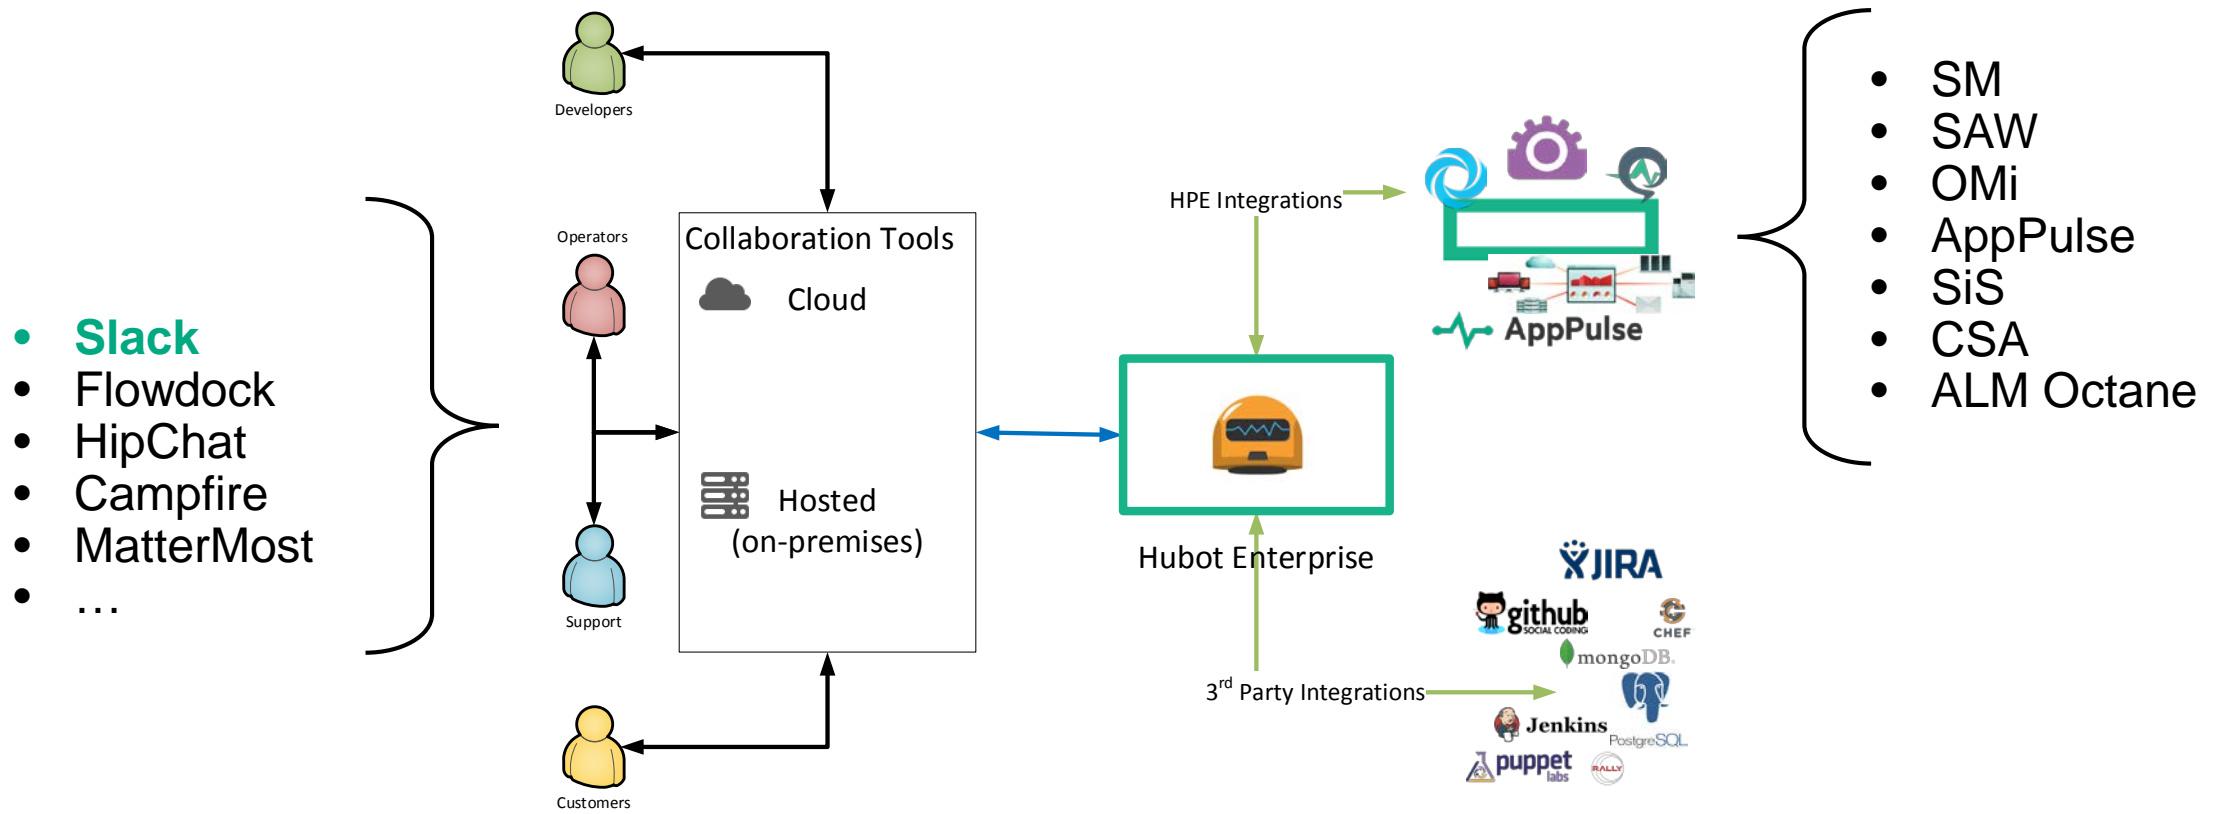 • Slack
• Flowdock
• HipChat
• Campfire
• MatterMost
• …
Developers
Operators
Support
Customers
Collaboration Tools
Cloud
Hosted
(on-premises)
HPE Integrations
Hubot Enterprise
3rd Party Integrations
AppPulse
JIRA
github
SOCIAL CODING
CHEF
mongoDB.
PostgreSQL
Jenkins
puppet
labs
RALLY
• SM
• SAW
• OMi
• AppPulse
• SiS
• CSA
• ALM Octane